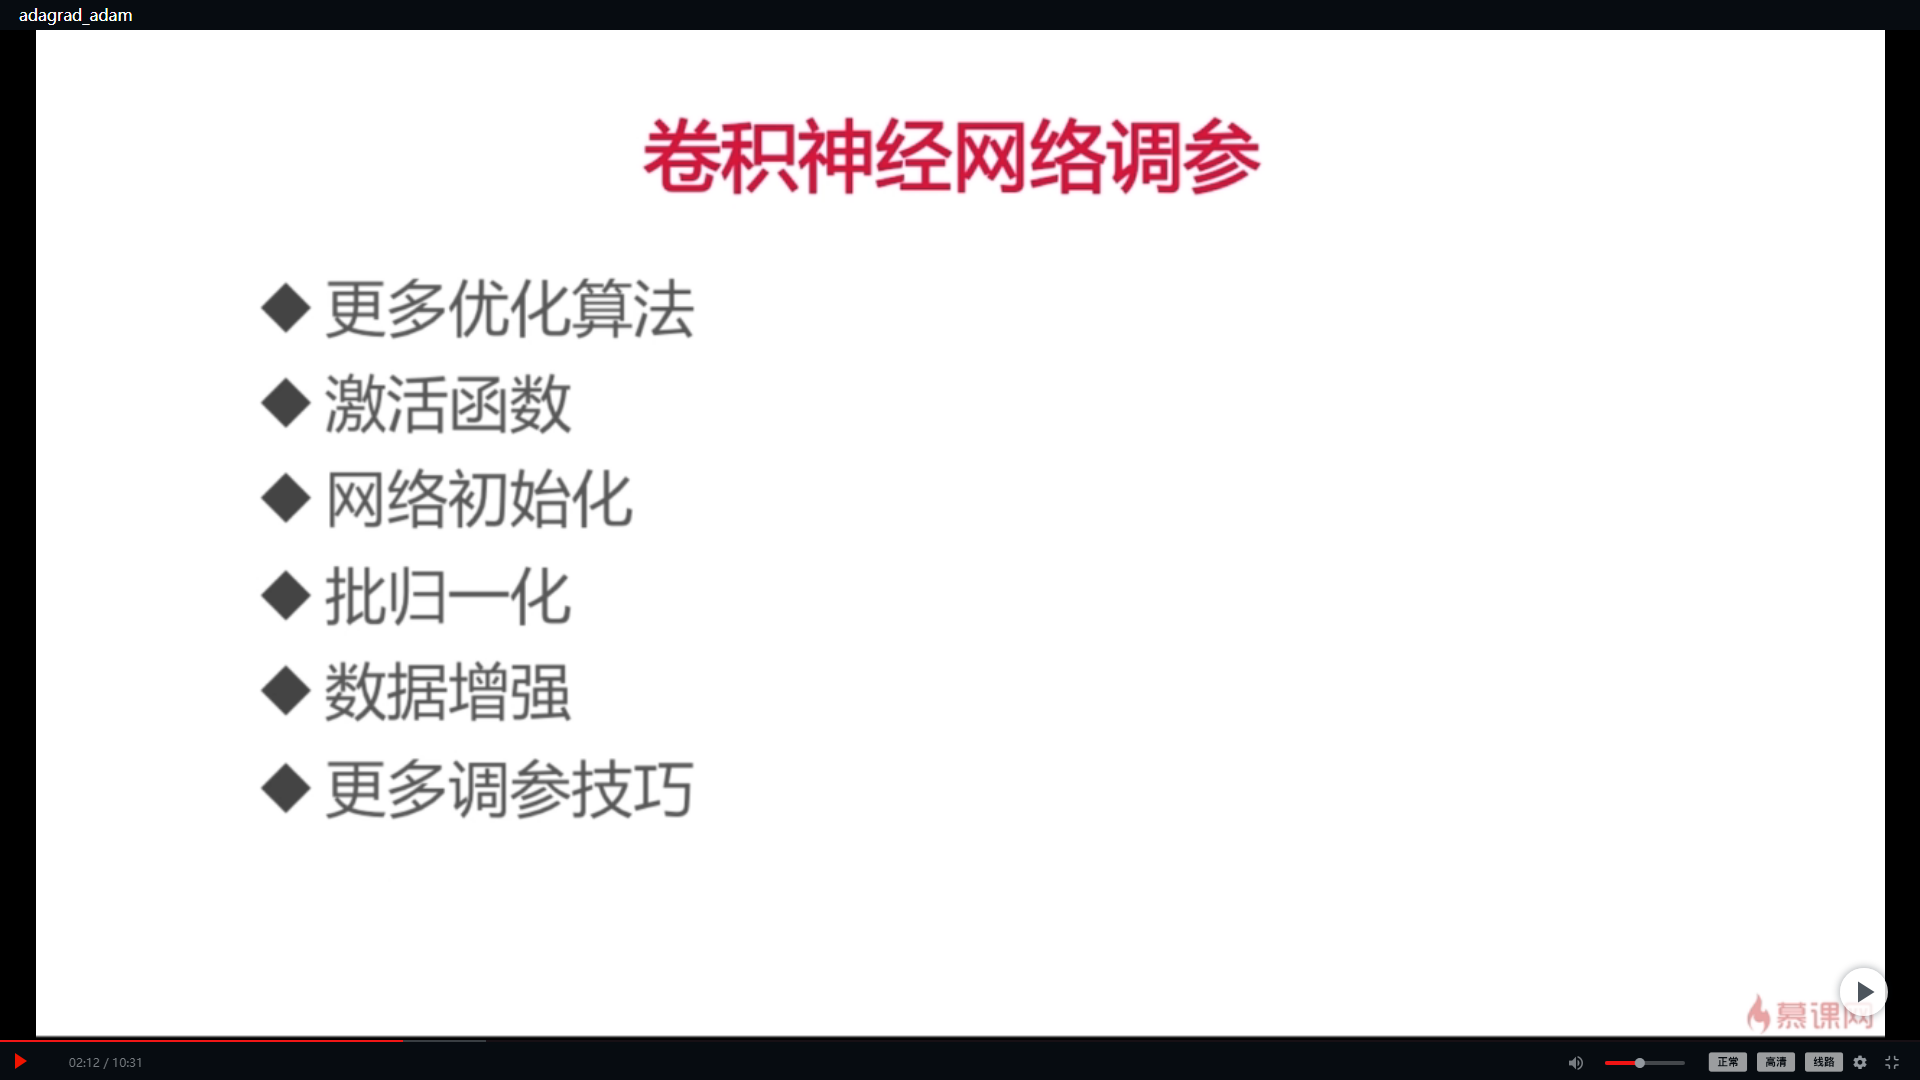 adagrad_adam
卷积神经网络调参
◆ 更多优化算法
◆ 激活函数
◆ 网络初始化
◆ 批归一化
◆ 数据增强
◆ 更多调参技巧
慕课网
02:12 / 10:31 正常 高清 线路